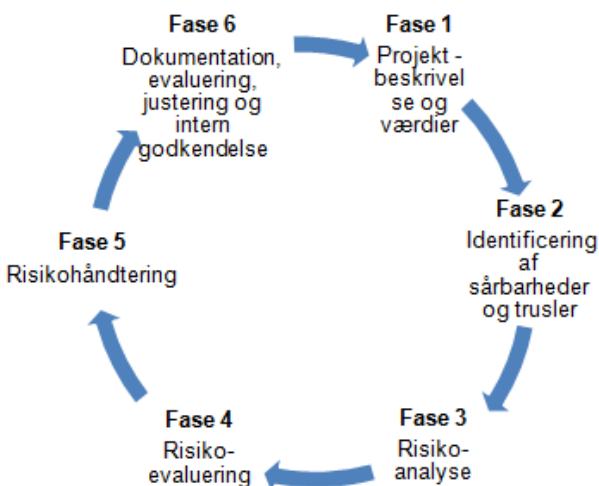 Fase 1
Projekt -
beskrivel
se og
værdier
Fase 2
Identificering
af
sårbarheder
og trusler
Fase 3
Risiko-
analyse
Fase 4
Risiko-
evaluering
Fase 5
Risikohåndtering
Fase 6
Dokumentation,
evaluering,
justering og
intern
godkendelse